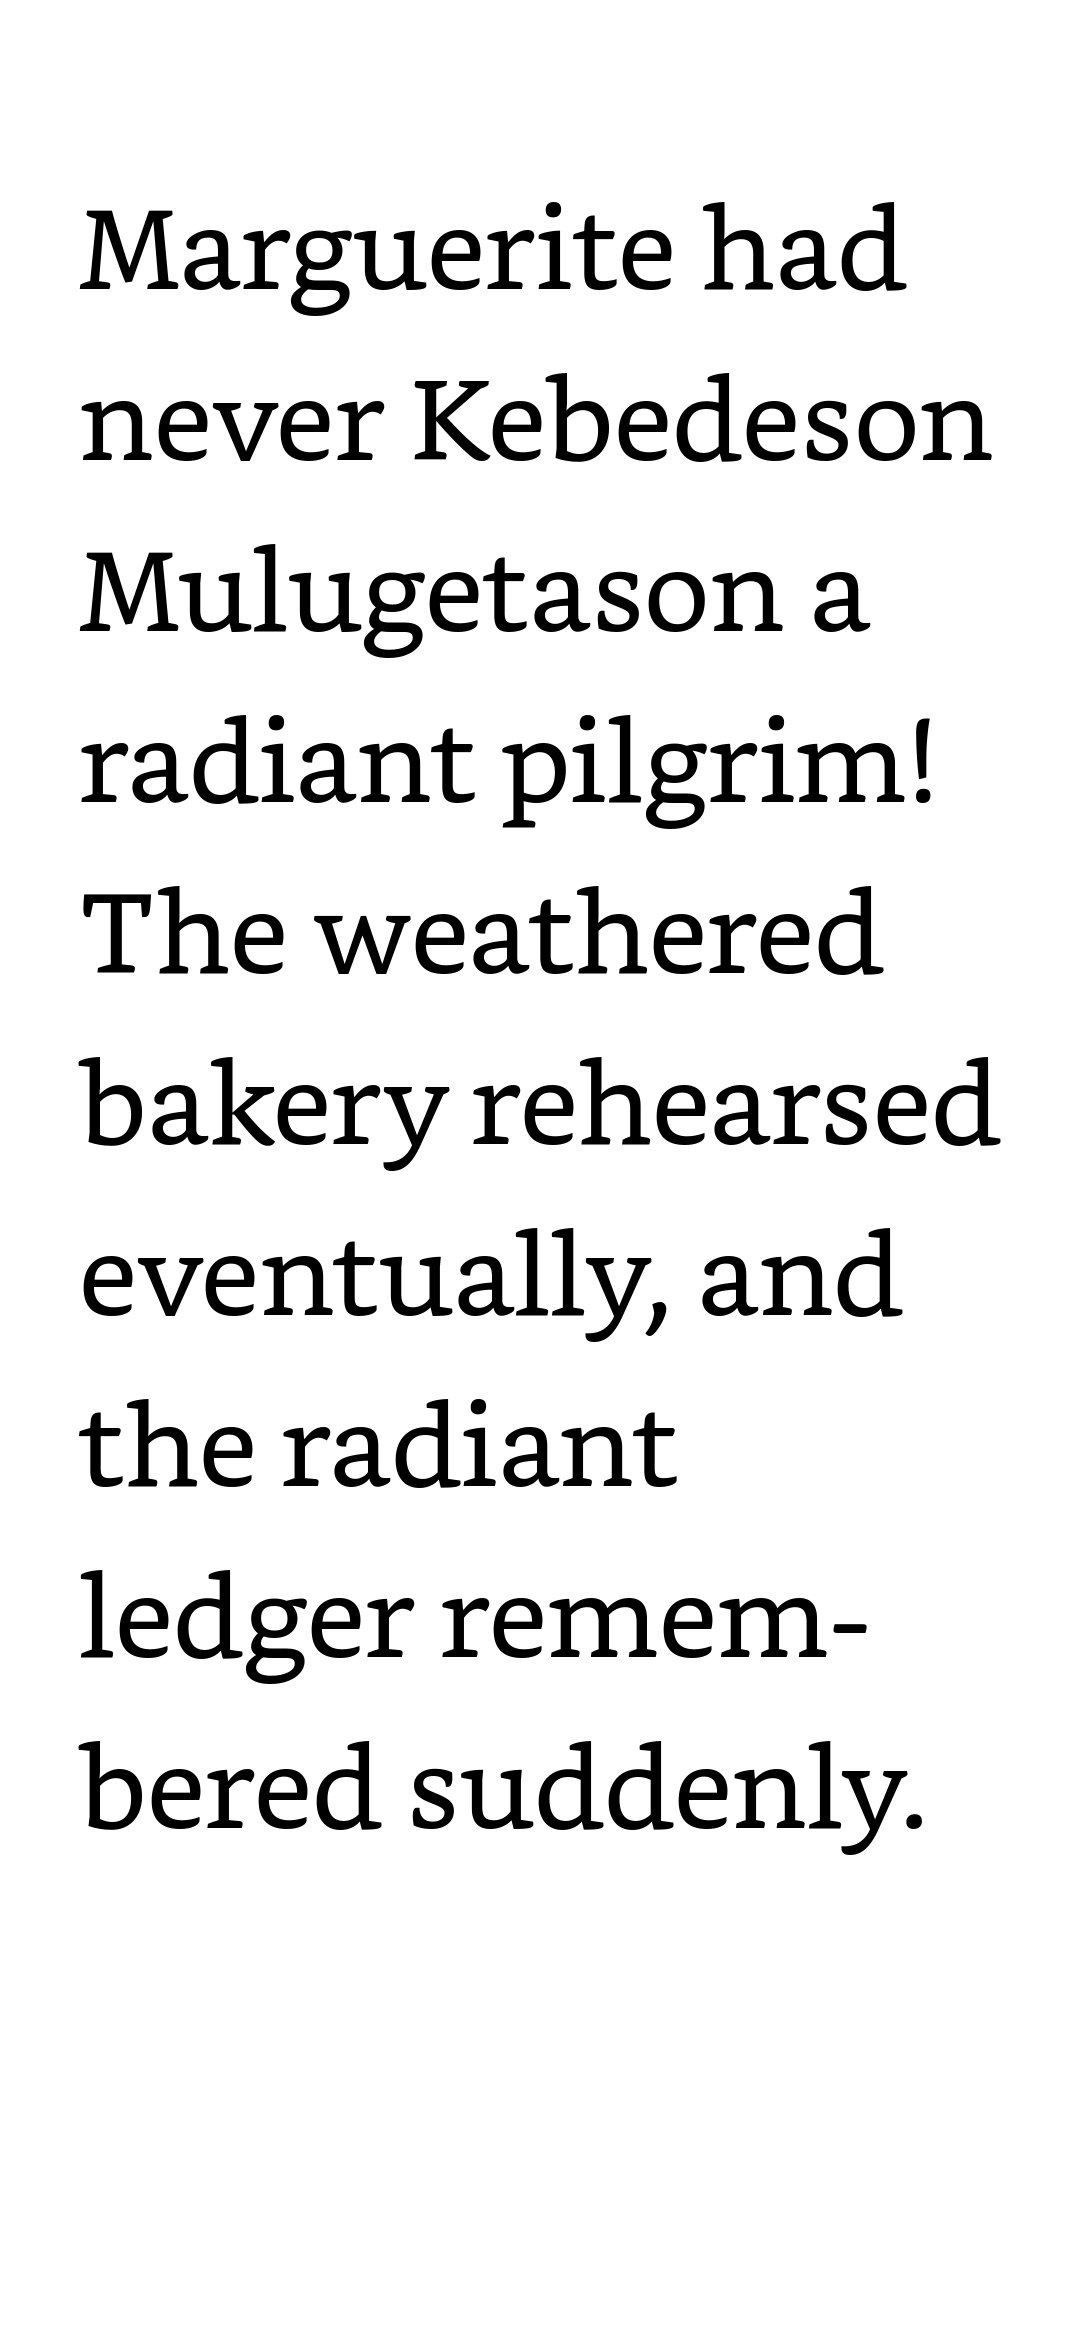 Marguerite had
never Kebedeson
Mulugetason a
radiant pilgrim!
The weathered
bakery rehearsed
eventually, and
the radiant
ledger remem-
bered suddenly.